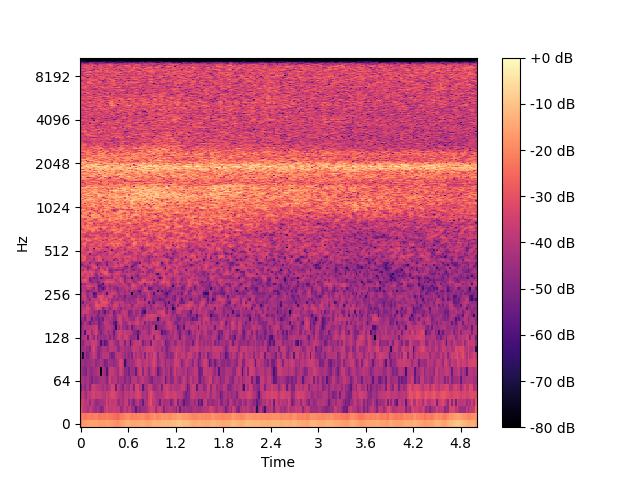 8192
4096
2048
1024
512
256
128
64
0
Hz
0 0.6 1.2 1.8 2.4 3 3.6 4.2 4.8
Time
+0 dB
-10 dB
-20 dB
-30 dB
-40 dB
-50 dB
-60 dB
-70 dB
-80 dB